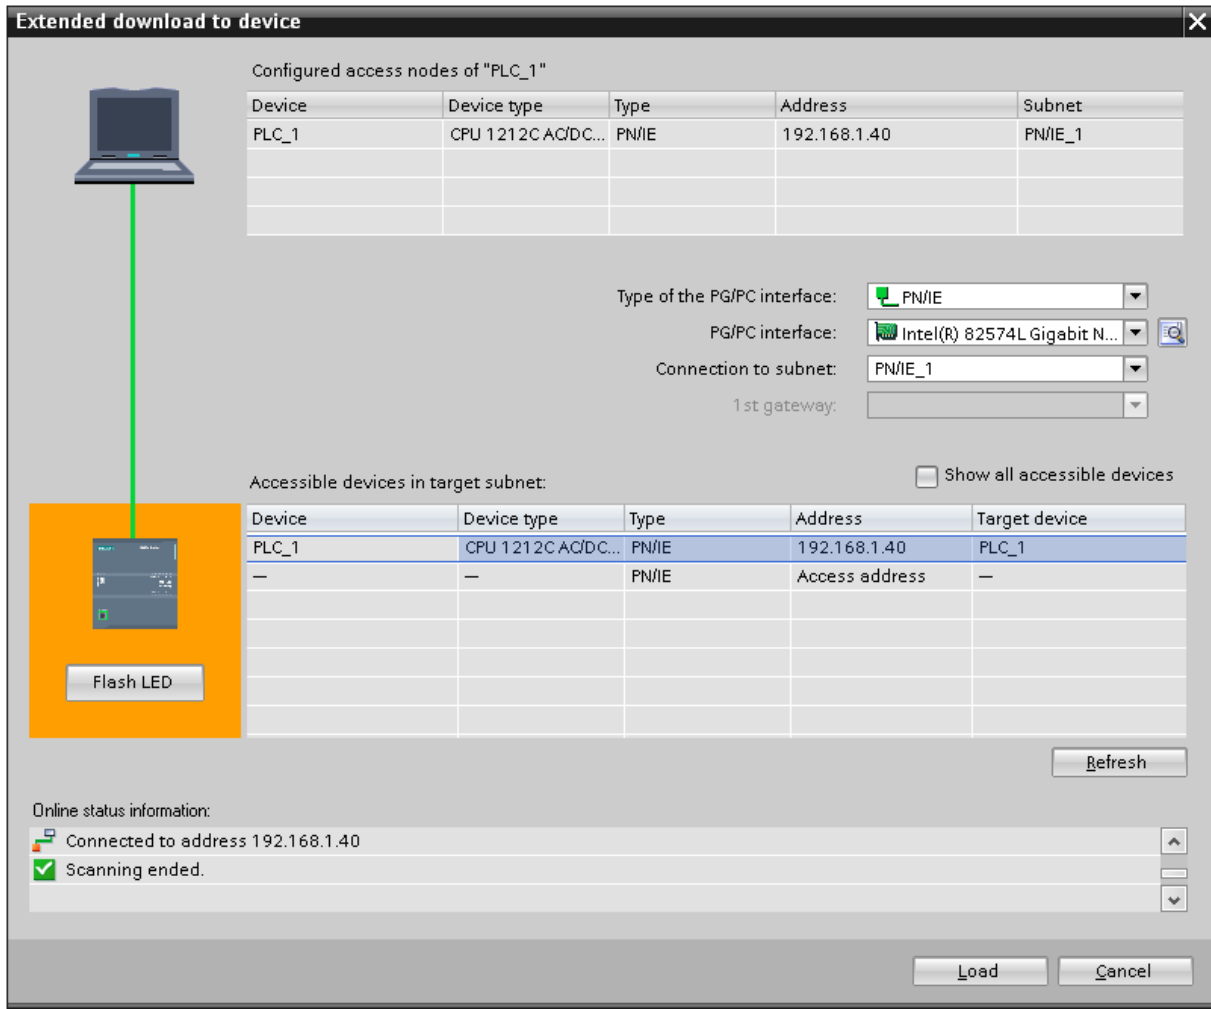 Extended download to device
Configured access nodes of "PLC_1"
Device Device type Type Address Subnet
PLC_1 CPU 1212C AC/DC... PN/IE 192.168.1.40 PN/IE_1
Type of the PG/PC interface: PN/IE
PG/PC interface: Intel(R) 82574L Gigabit N...
Connection to subnet: PN/IE_1
1st gateway:
Accessible devices in target subnet: Show all accessible devices
Device Device type Type Address Target device
PLC_1 CPU 1212C AC/DC... PN/IE 192.168.1.40 PLC_1
— — PN/IE Access address —
Flash LED
Refresh
Online status information:
Connected to address 192.168.1.40
Scanning ended.
Load Cancel